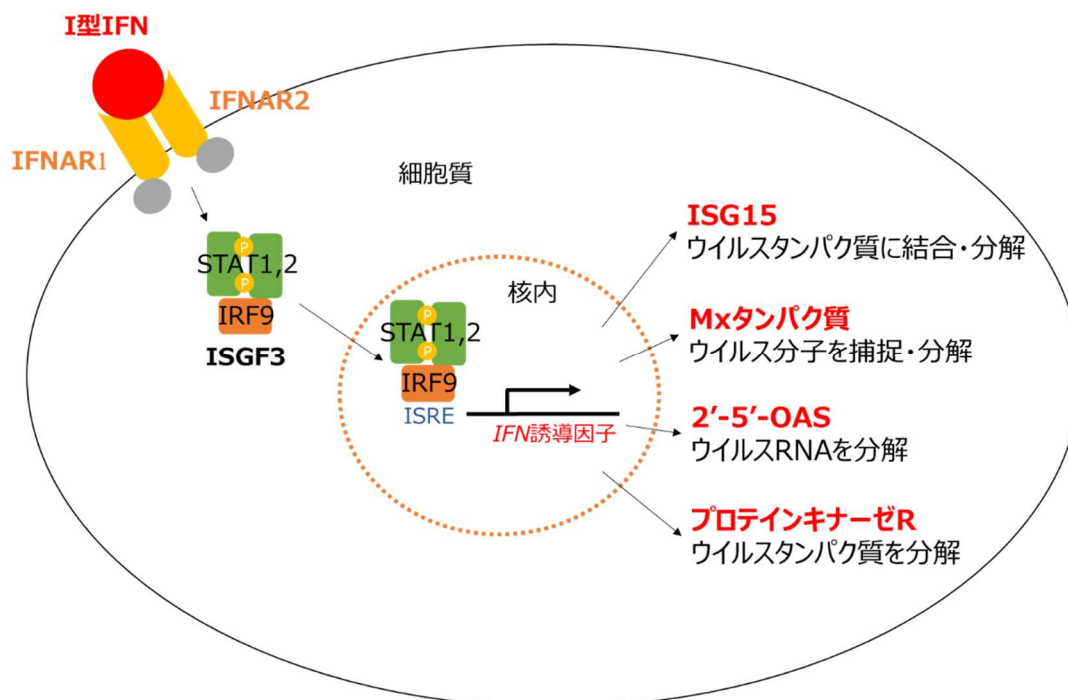 I型IFN
IFNAR2
IFNAR1
細胞質
STAT1,2
P
P
IRF9
ISGF3
核内
STAT1,2
P
P
IRF9
ISRE
IFN誘導因子
ISG15
ウイルスタンパク質に結合・分解
Mxタンパク質
ウイルス分子を捕捉・分解
2’-5’-OAS
ウイルスRNAを分解
プロテインキナーゼR
ウイルスタンパク質を分解